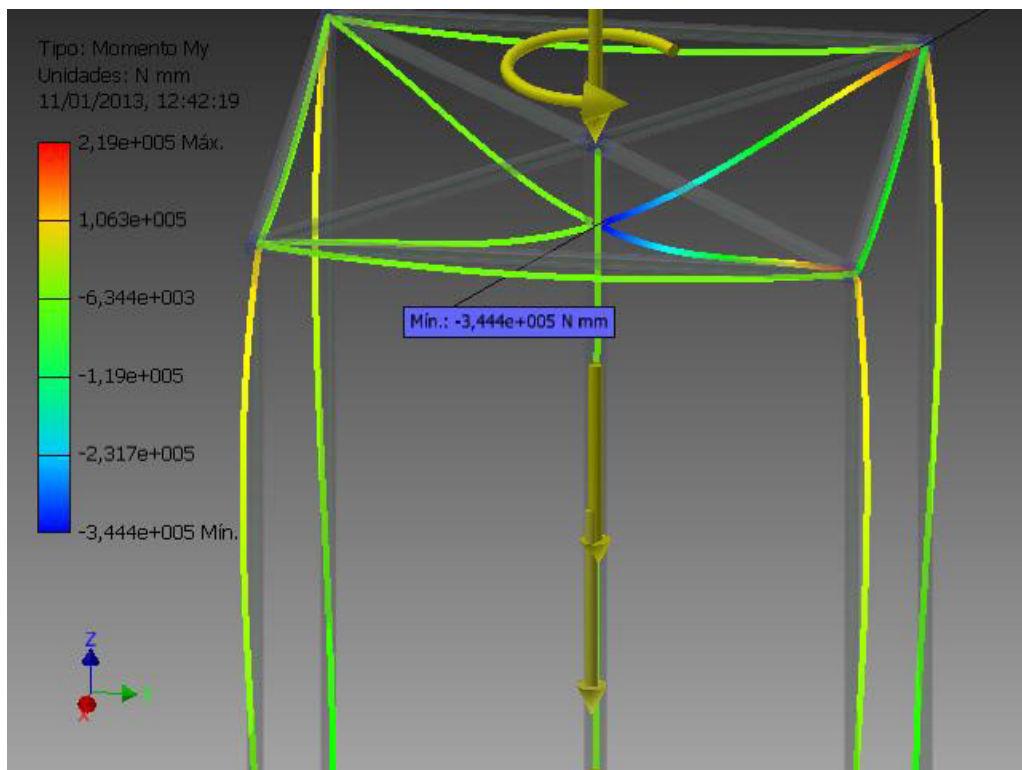 Tipo: Momento My
Unidades: N mm
11/01/2013, 12:42:19
2,19e+005 Máx.
1,063e+005
-6,344e+003
-1,19e+005
-2,317e+005
-3,444e+005 Mín.
Mín.: -3,444e+005 N mm
Z
X